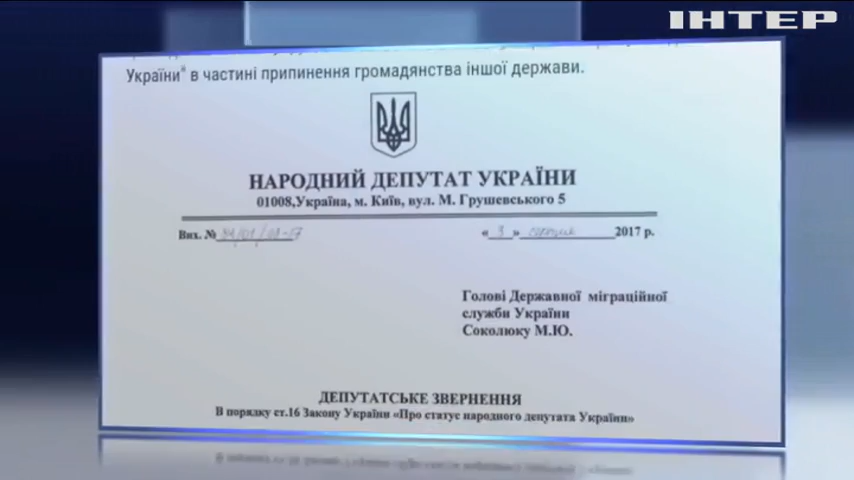 ІНТЕР
України" в частині припинення громадянства іншої держави.
НАРОДНИЙ ДЕПУТАТ УКРАЇНИ
01008,Україна, м. Київ, вул. М. Грушевського 5
Вих. №
« 3 » 2017 р.
Голові Державної міграційної
служби України
Соколюку М.Ю.
ДЕПУТАТСЬКЕ ЗВЕРНЕННЯ
В порядку ст.16 Закону України «Про статус народного депутата України»